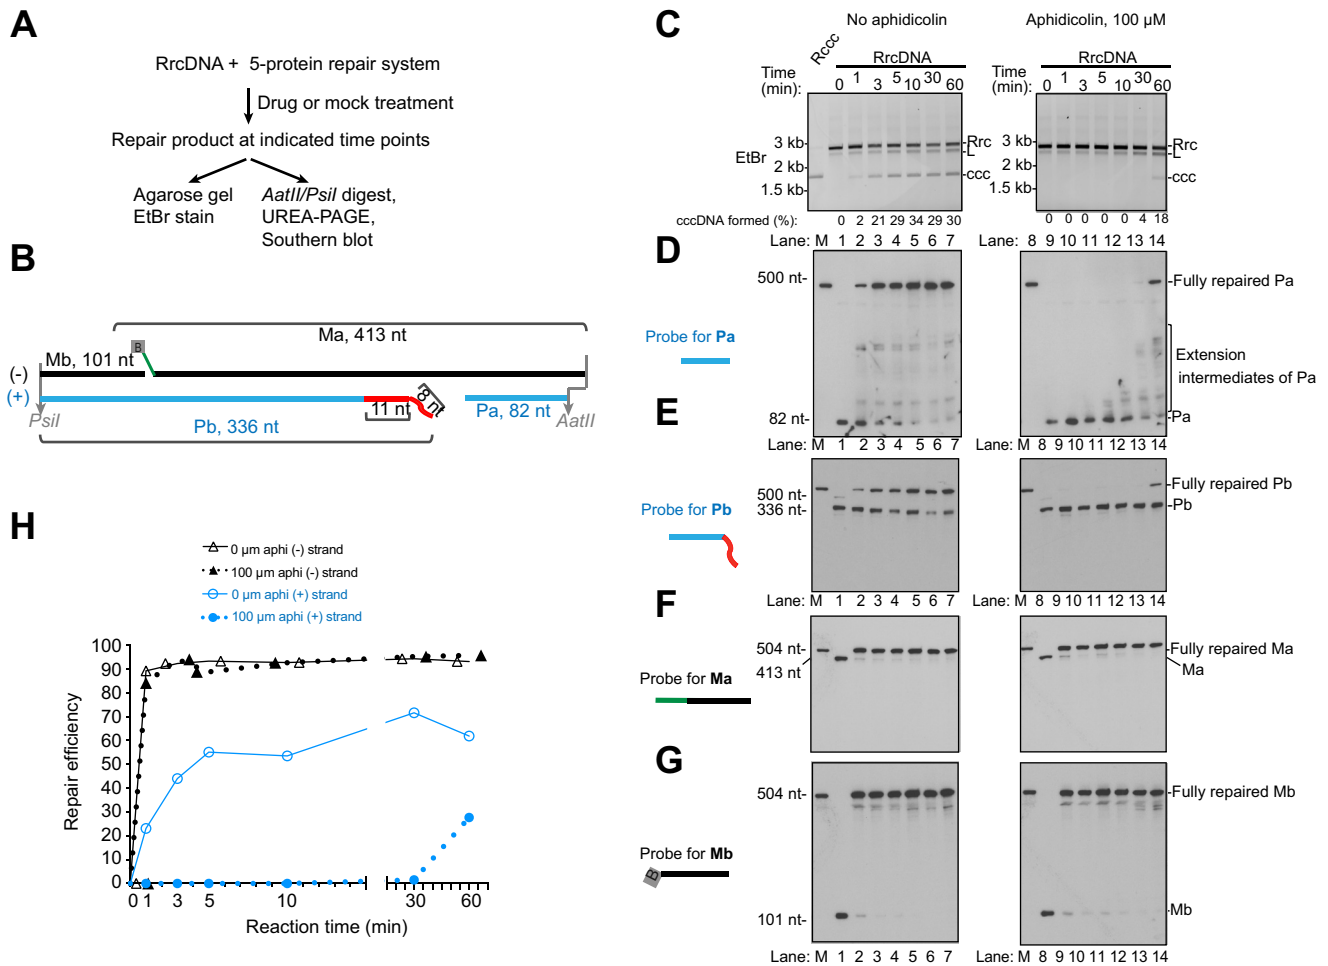 A
RrcDNA + 5-protein repair system
Drug or mock treatment
Repair product at indicated time points
Agarose gel
EtBr stain
AatII/PsiI digest,
UREA-PAGE,
Southern blot
B
Ma, 413 nt
B
Mb, 101 nt
(-)
(+)
8 nt
11 nt
Pa, 82 nt
PsiI
AatII
Pb, 336 nt
H
0 µm aphi (-) strand
100 µm aphi (-) strand
0 µm aphi (+) strand
100 µm aphi (+) strand
Repair efficiency
100
90
80
70
60
50
40
30
20
10
0
0 1 3 5 10 30 60
Reaction time (min)
C
No aphidicolin
Aphidicolin, 100 µM
Rccc
RrcDNA
RrcDNA
Time (min):
0 1 3 5 10 30 60
Time (min):
0 1 3 5 10 30 60
EtBr
3 kb-
2 kb-
1.5 kb-
-Rrc
-L
-ccc
3 kb-
2 kb-
1.5 kb-
-Rrc
-L
-ccc
cccDNA formed (%):
0 2 21 29 34 29 30
0 0 0 0 0 4 18
Lane: M 1 2 3 4 5 6 7
Lane: 8 9 10 11 12 13 14
D
500 nt-
-Fully repaired Pa
Probe for Pa
Extension
intermediates of Pa
82 nt-
-Pa
Lane: M 1 2 3 4 5 6 7
Lane: M 8 9 10 11 12 13 14
E
500 nt-
336 nt-
-Fully repaired Pb
-Pb
Probe for Pb
Lane: M 1 2 3 4 5 6 7
Lane: M 8 9 10 11 12 13 14
F
504 nt-
413 nt
-Fully repaired Ma
Ma
Probe for Ma
G
504 nt-
-Fully repaired Mb
Probe for Mb
B
101 nt-
-Mb
Lane: M 1 2 3 4 5 6 7
Lane: M 8 9 10 11 12 13 14